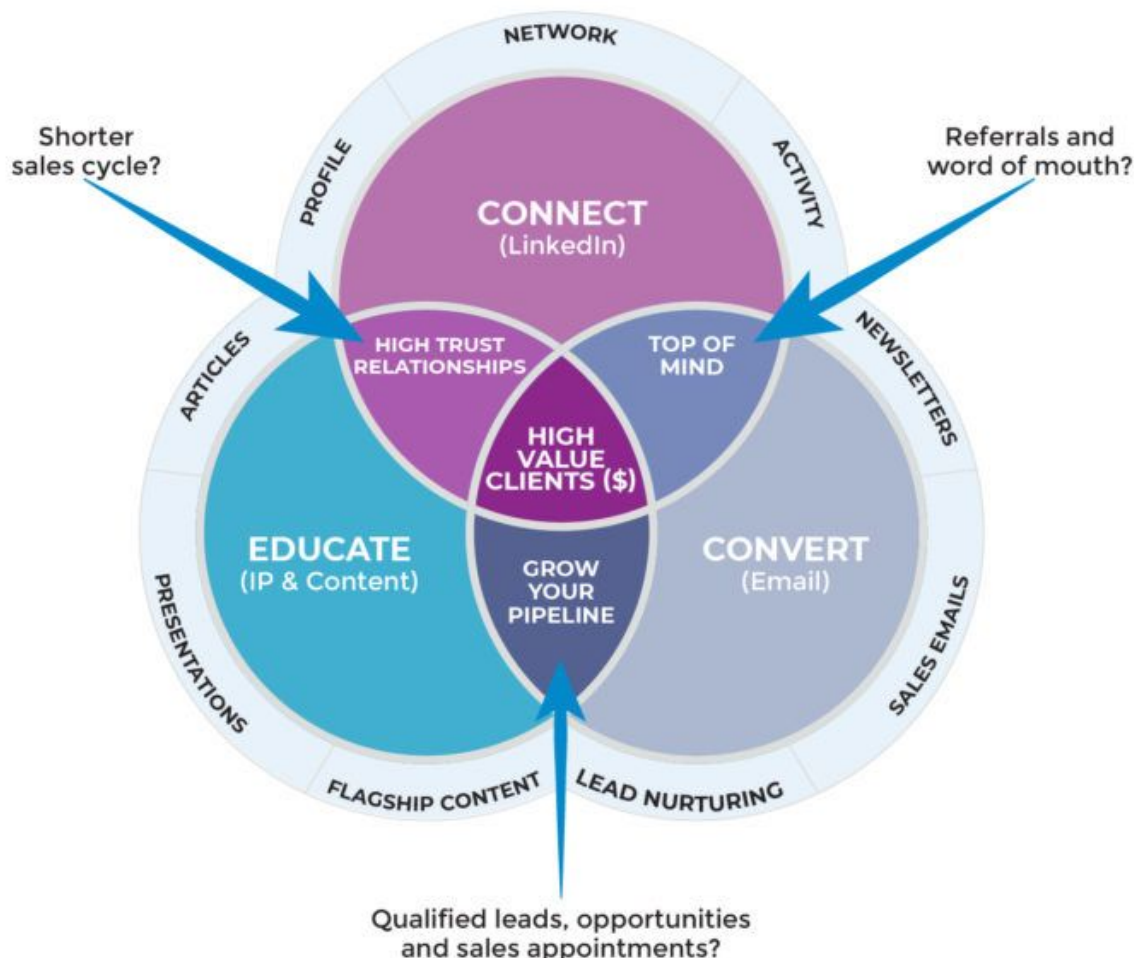 NETWORK
Shorter
sales cycle?
Referrals and
word of mouth?
PROFILE
ACTIVITY
CONNECT
(LinkedIn)
ARTICLES
HIGH TRUST
RELATIONSHIPS
TOP OF
MIND
NEWSLETTERS
HIGH
VALUE
CLIENTS ($)
EDUCATE
(IP & Content)
GROW
YOUR
PIPELINE
CONVERT
(Email)
PRESENTATIONS
SALES EMAILS
FLAGSHIP CONTENT
LEAD NURTURING
Qualified leads, opportunities
and sales appointments?